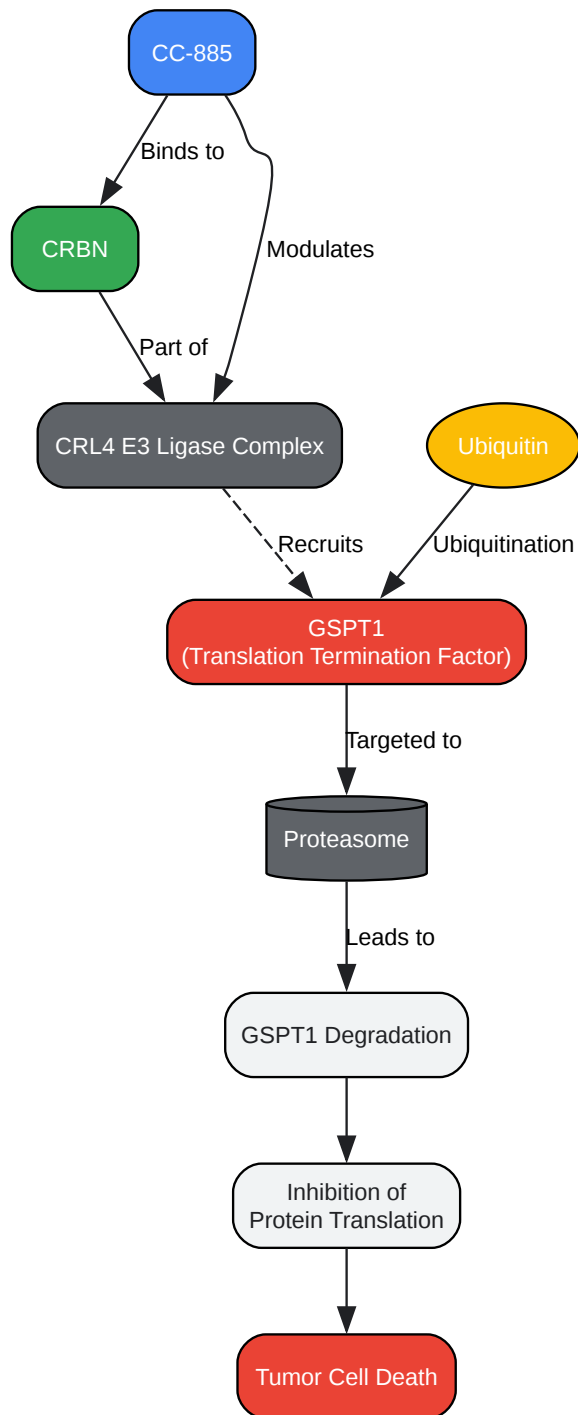 CC-885
Binds to
CRBN
Modulates
Part of
CRL4 E3 Ligase Complex
Ubiquitin
Recruits
Ubiquitination
GSPT1
(Translation Termination Factor)
Targeted to
Proteasome
Leads to
GSPT1 Degradation
Inhibition of
Protein Translation
Tumor Cell Death